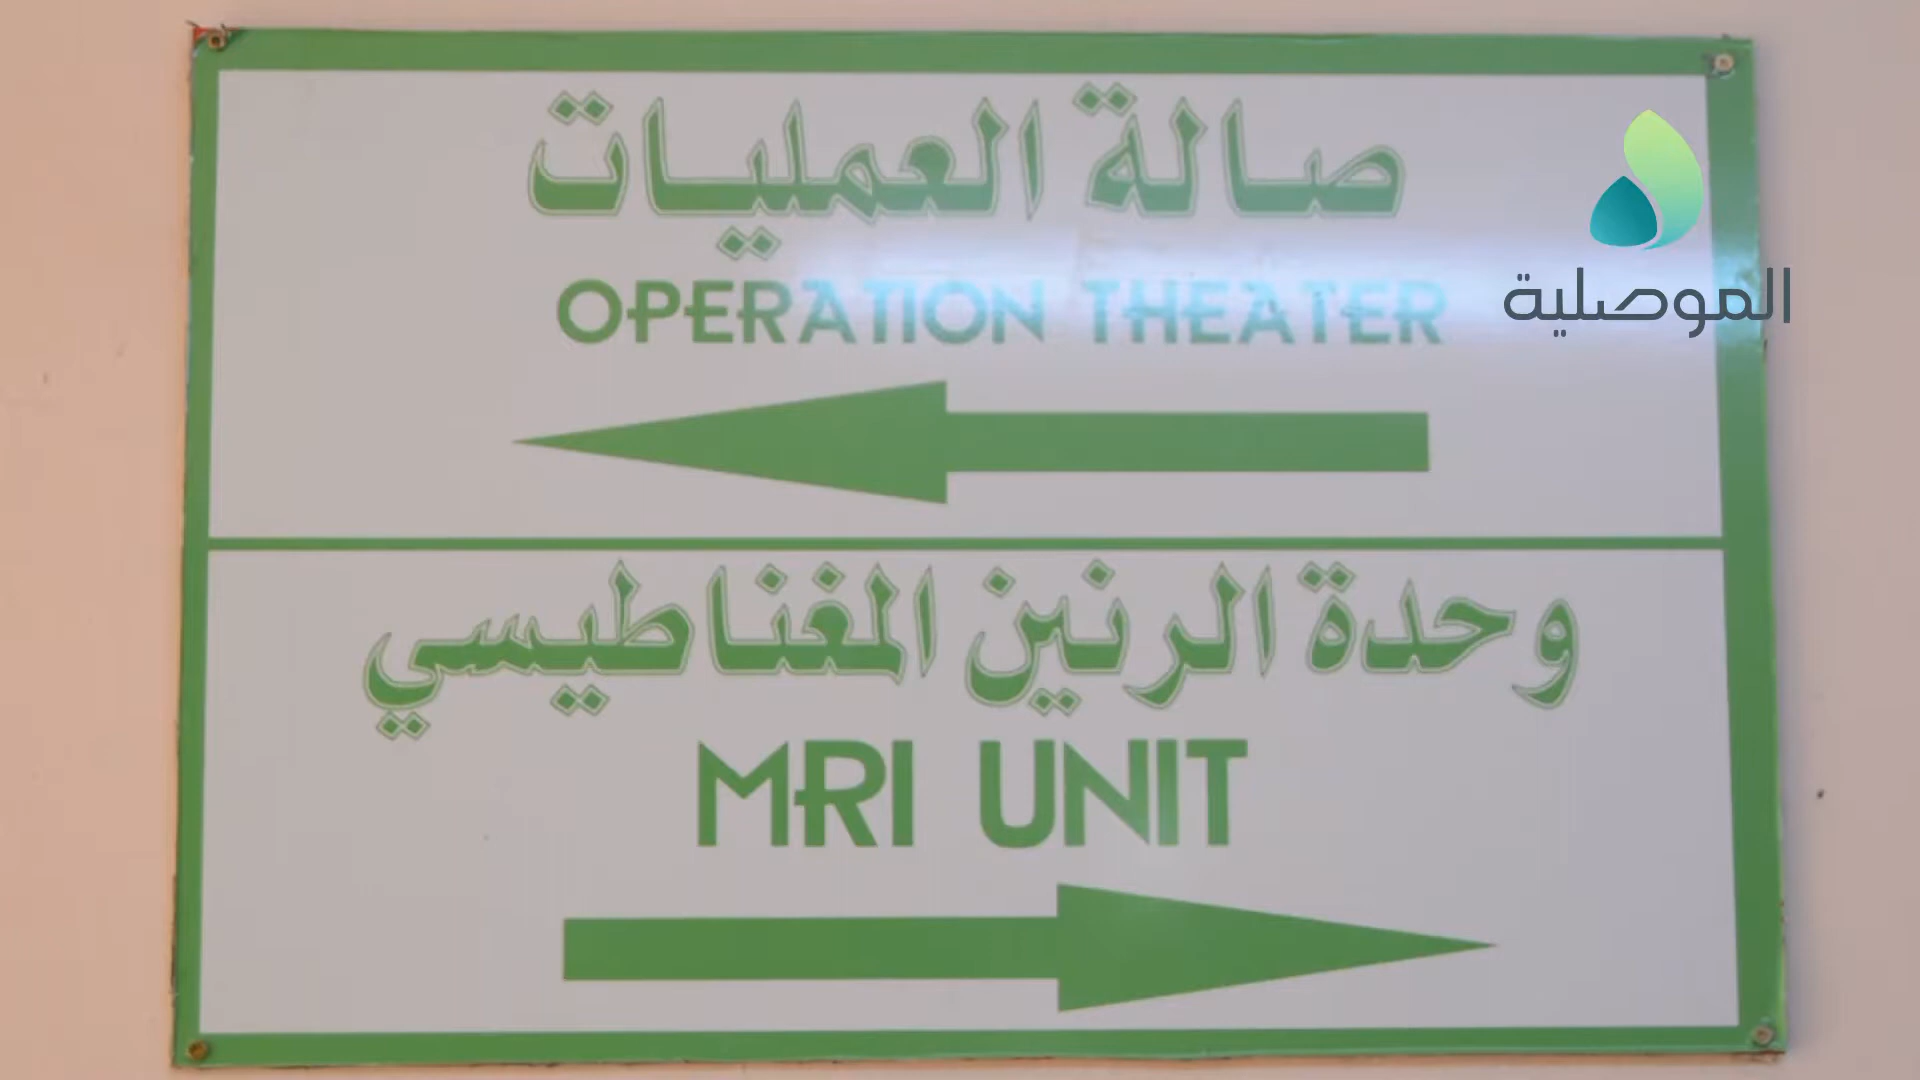 صالة العمليات
OPERATION THEATER
الموصلية
وحدة الرنين المغناطيسي
MRI UNIT